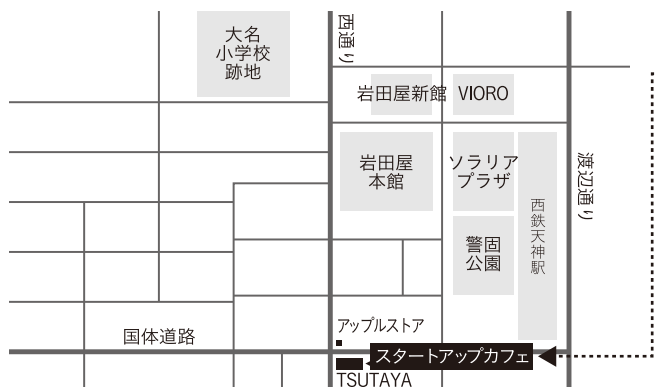 大名
小学校
跡地
西通り
岩田屋新館
VIORO
岩田屋
本館
ソラリア
プラザ
渡辺通り
西鉄天神駅
警固
公園
アップルストア
国体道路
スタートアップカフェ
TSUTAYA